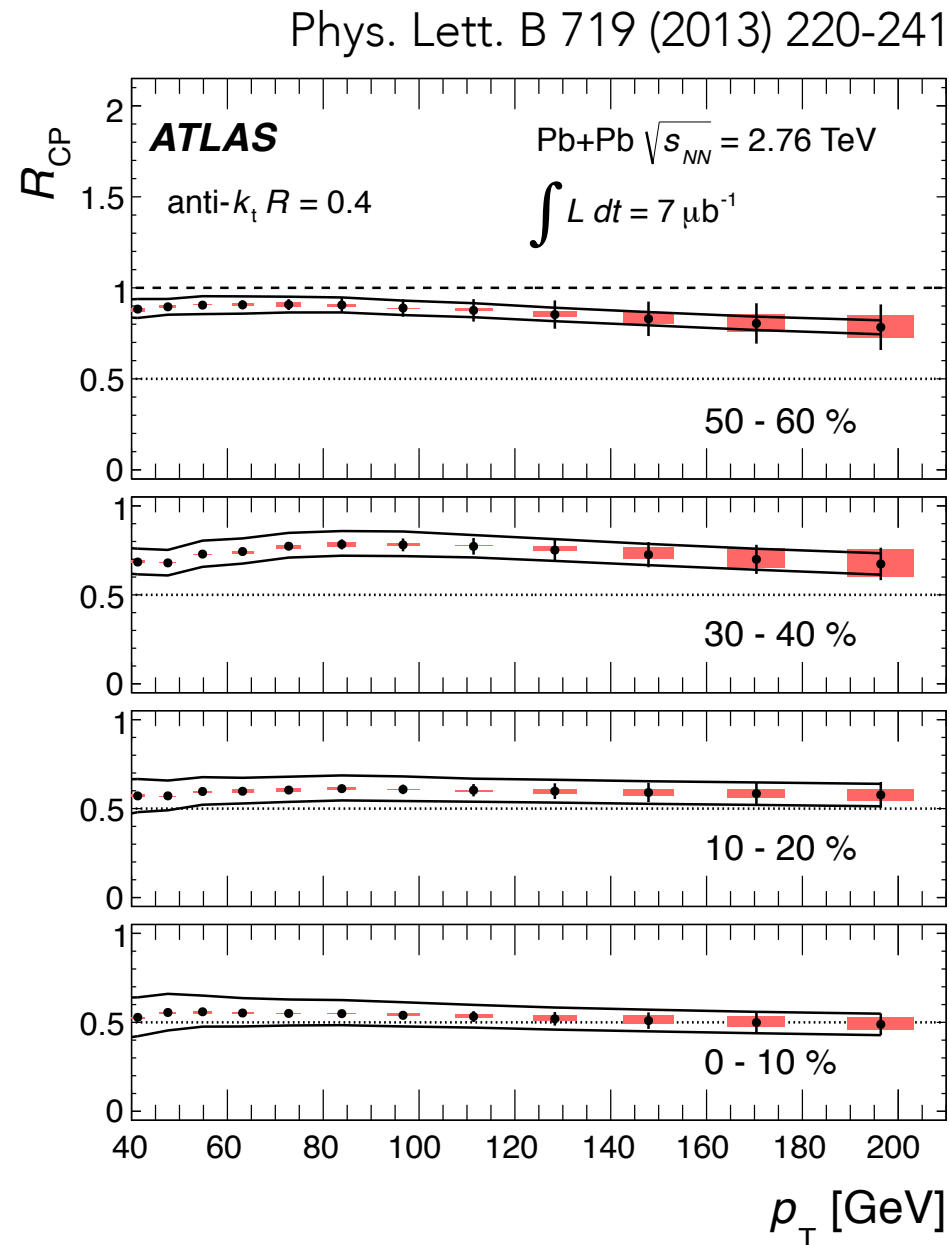 Phys. Lett. B 719 (2013) 220-241
R_CP
2
1.5
1
0.5
0
ATLAS
Pb+Pb √s_NN = 2.76 TeV
anti-k_t R = 0.4
∫ L dt = 7 μb⁻¹
50 - 60 %
1
0.5
0
30 - 40 %
1
0.5
0
10 - 20 %
1
0.5
0
0 - 10 %
40 60 80 100 120 140 160 180 200
p_T [GeV]